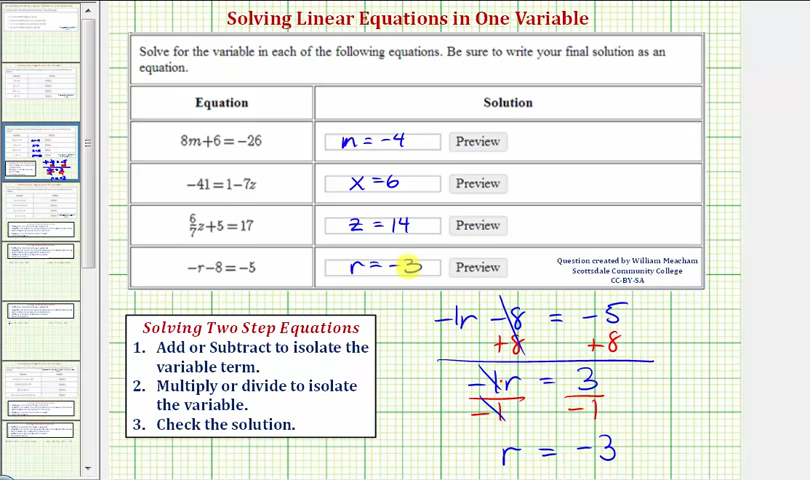 Solving Linear Equations in One Variable
Solve for the variable in each of the following equations. Be sure to write your final solution as an
equation.
Equation Solution
8m+6=−26 m = -4 Preview
−41=1−7z x = 6 Preview
6/7 z+5=17 z = 14 Preview
−r−8=−5 r = -3 Preview
Question created by William Meacham
Scottsdale Community College
CC-BY-SA
Solving Two Step Equations
1. Add or Subtract to isolate the
variable term.
2. Multiply or divide to isolate
the variable.
3. Check the solution.
-1r -8 = -5
+8 +8
-1·r = 3
-1 -1
r = -3